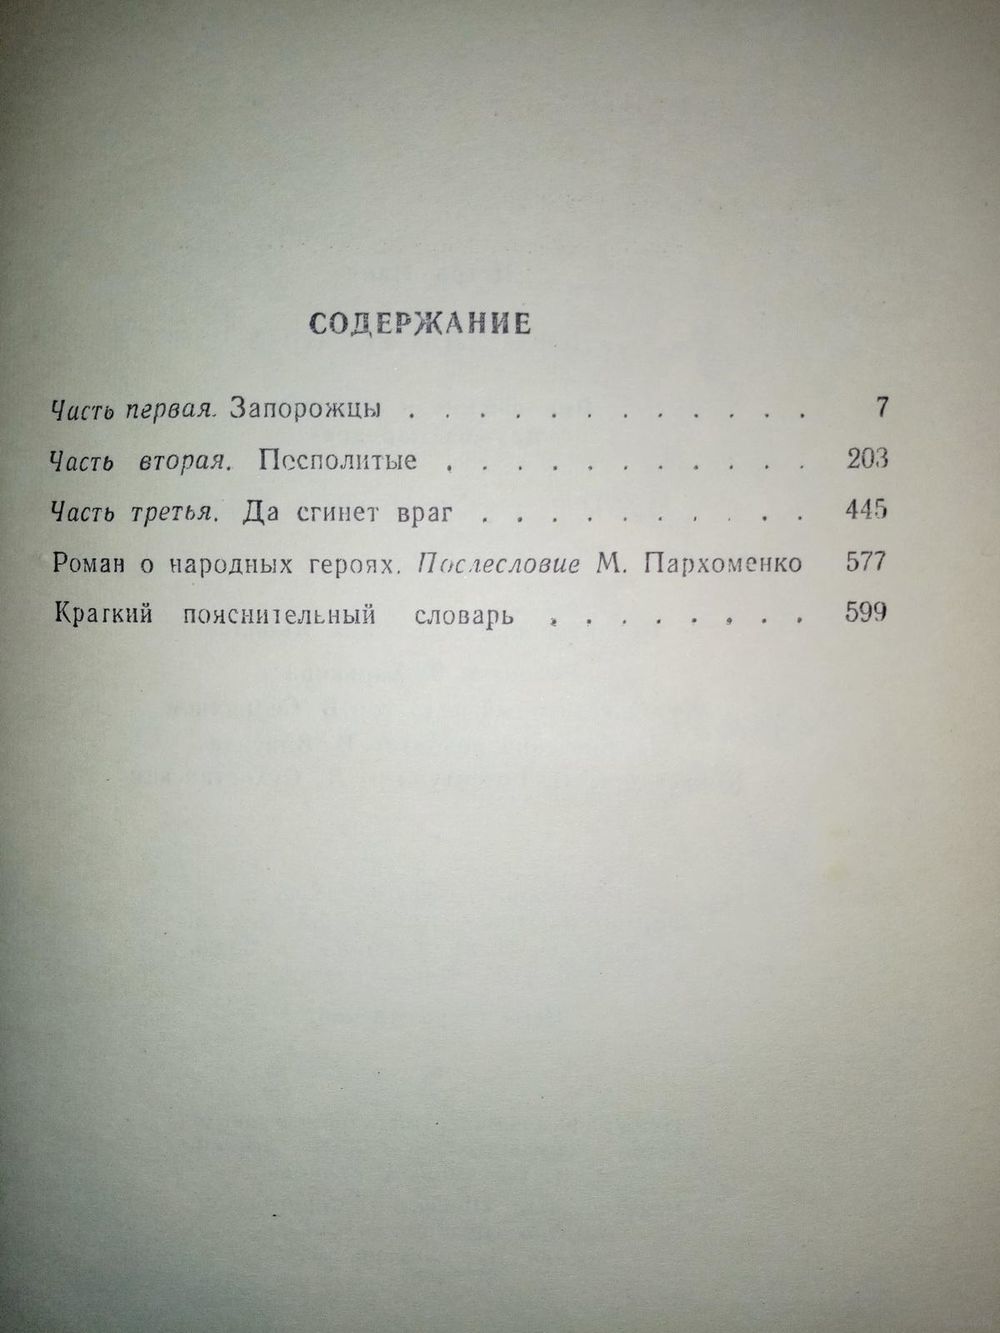 СОДЕРЖАНИЕ
Часть первая. Запорожцы . . . . . . . . . . . . 7
Часть вторая. Посполитые . . . . . . . . . . . 203
Часть третья. Да сгинет враг . . . . . . . . . . 445
Роман о народных героях. Послесловие М. Пархоменко 577
Краткий пояснительный словарь . . . . . . . . 599